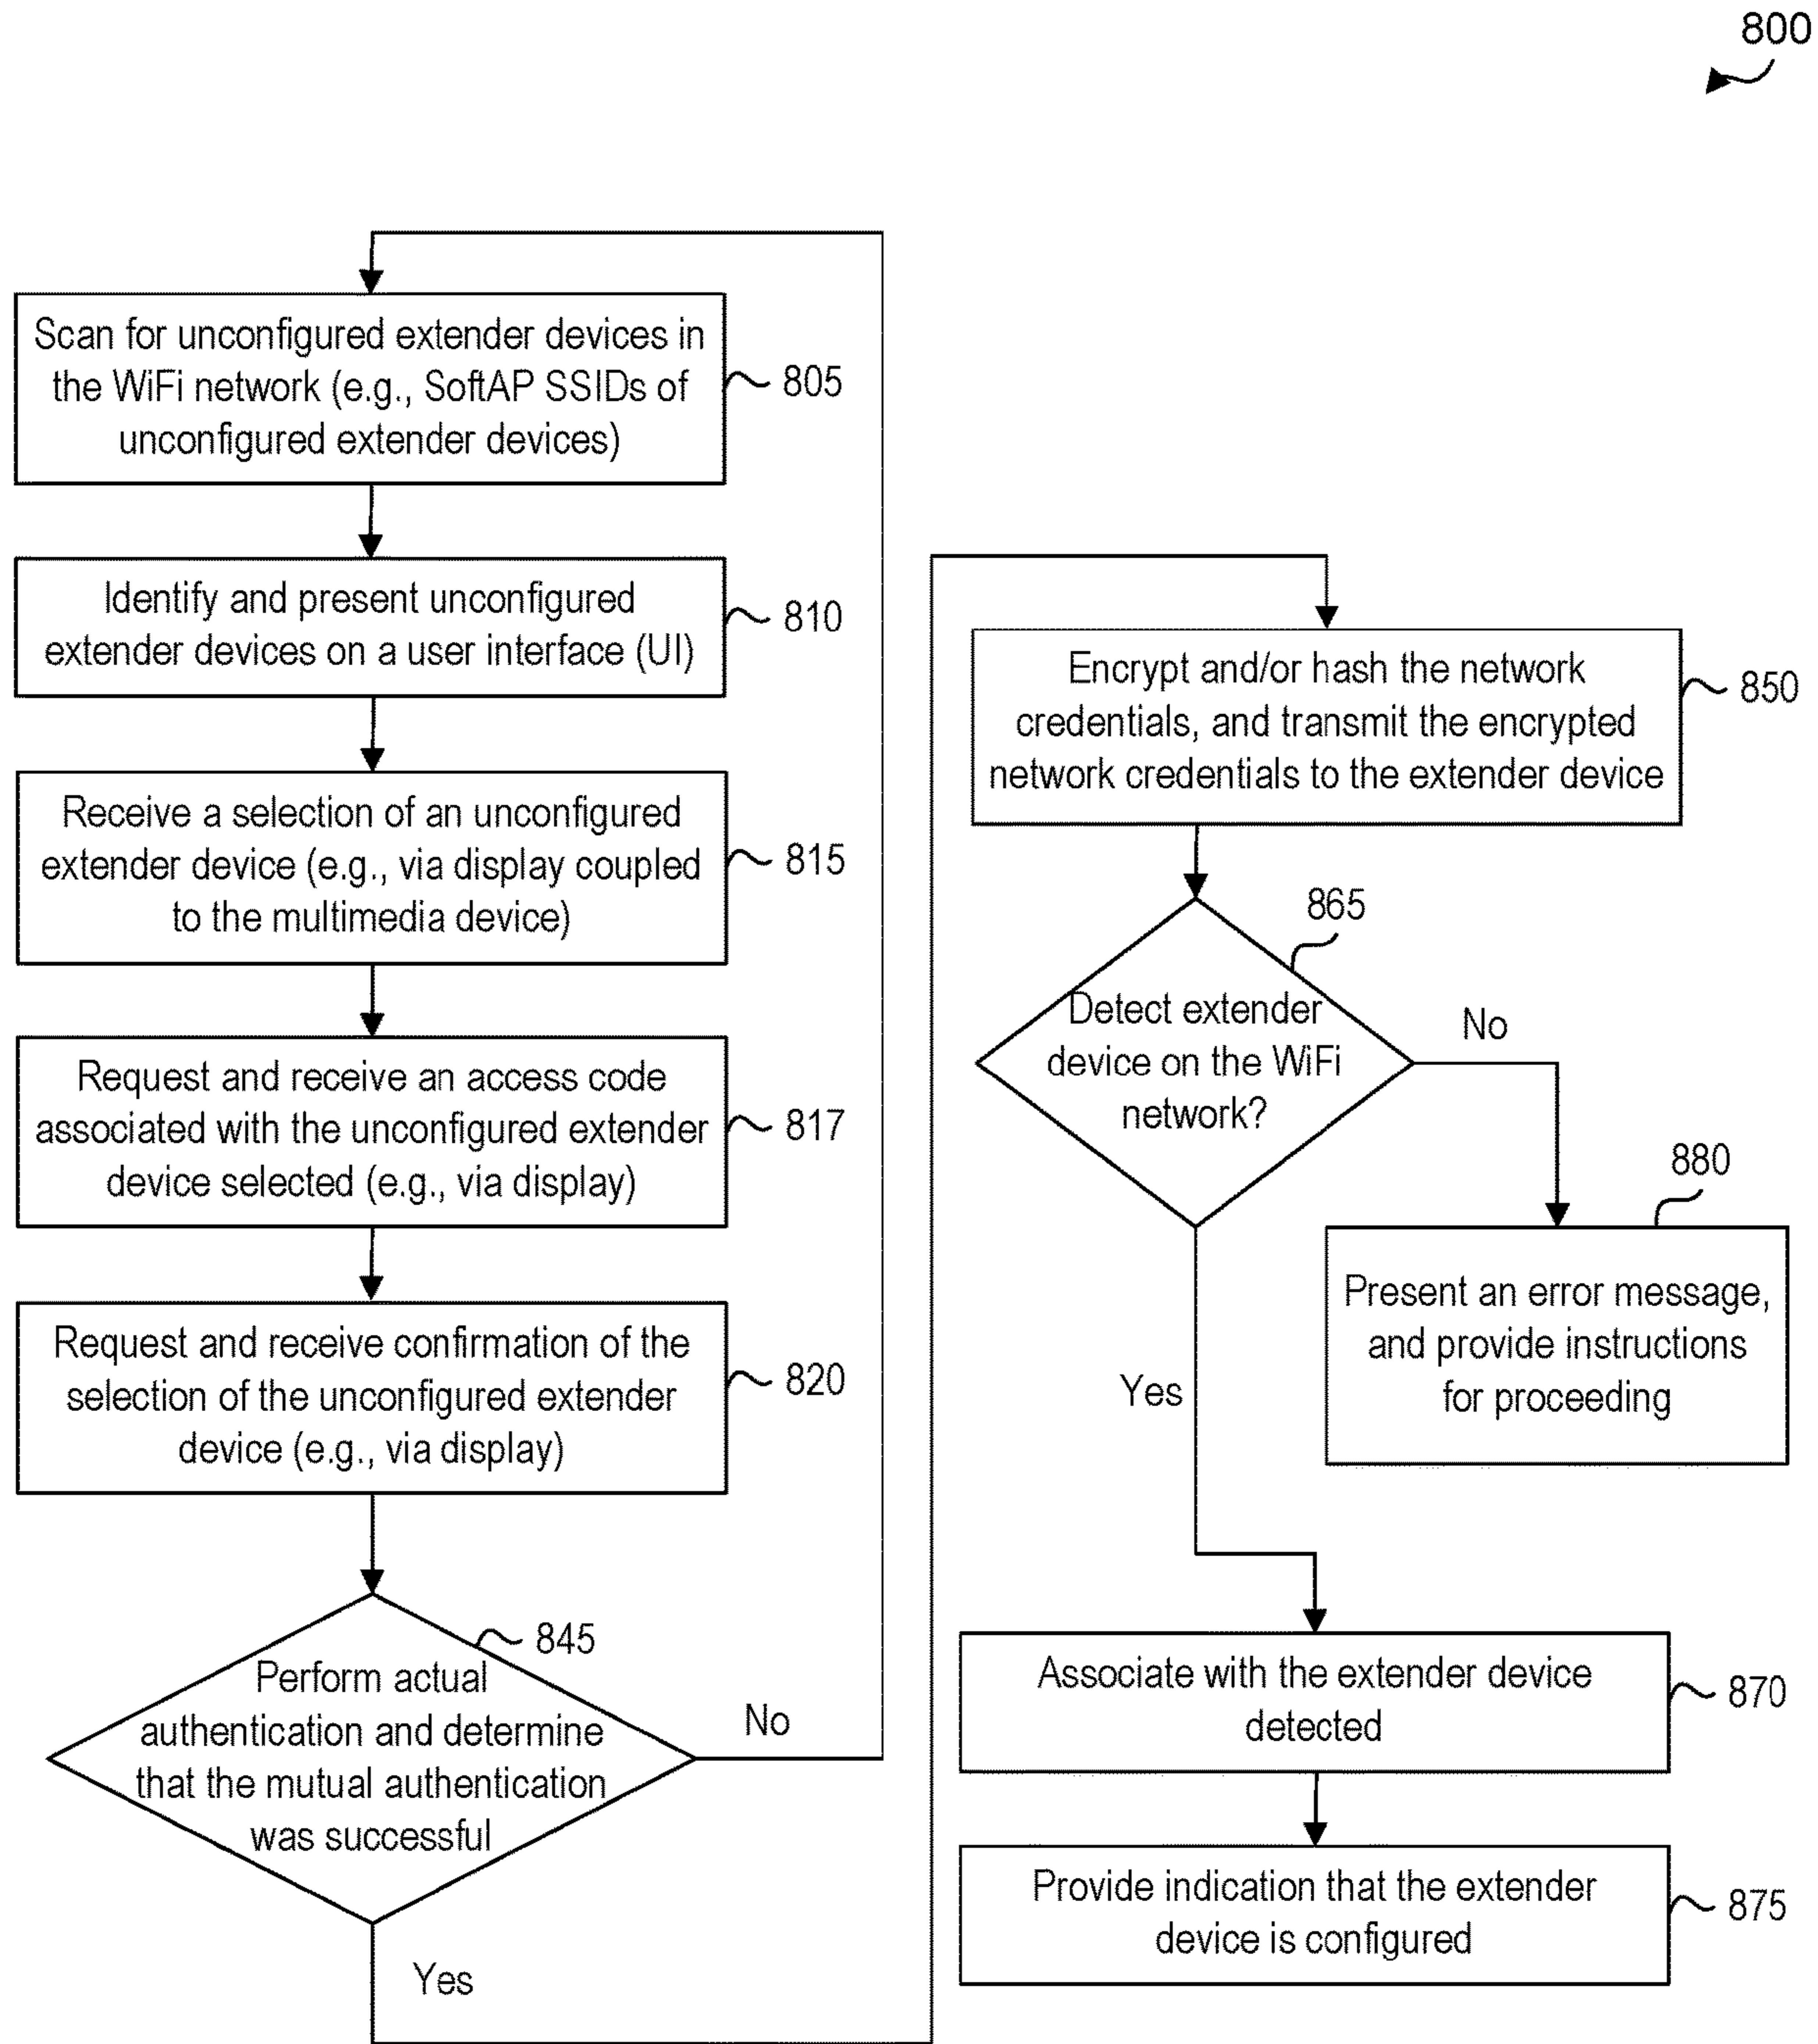 800
Scan for unconfigured extender devices in
the WiFi network (e.g., SoftAP SSIDs of
unconfigured extender devices)
805
Identify and present unconfigured
extender devices on a user interface (UI)
810
Receive a selection of an unconfigured
extender device (e.g., via display coupled
to the multimedia device)
815
Request and receive an access code
associated with the unconfigured extender
device selected (e.g., via display)
817
Request and receive confirmation of the
selection of the unconfigured extender
device (e.g., via display)
820
845
Perform actual
authentication and determine
that the mutual authentication
was successful
No
Yes
Encrypt and/or hash the network
credentials, and transmit the encrypted
network credentials to the extender device
850
865
Detect extender
device on the WiFi
network?
No
880
Present an error message,
and provide instructions
for proceeding
Yes
Associate with the extender device
detected
870
Provide indication that the extender
device is configured
875